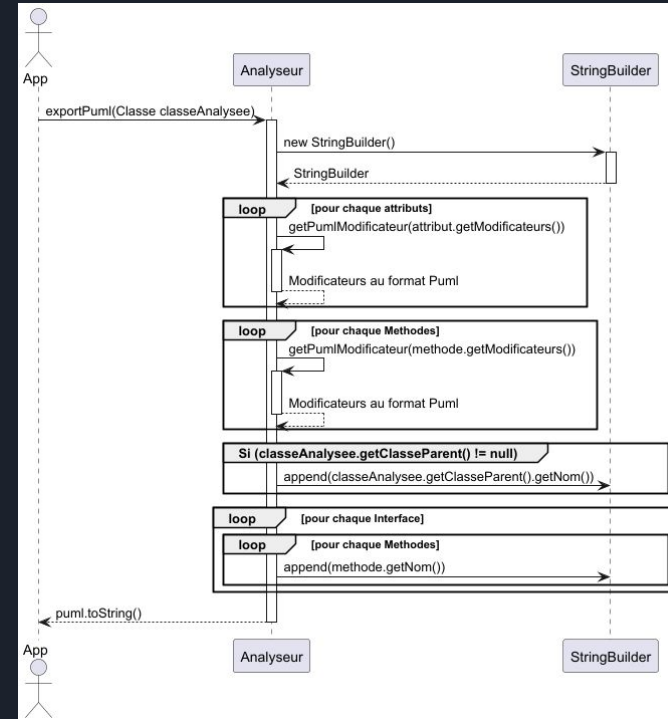 App
Analyseur
StringBuilder
exportPuml(Classe classeAnalysee)
new StringBuilder()
StringBuilder
loop [pour chaque attributs]
getPumlModificateur(attribut.getModificateurs())
Modificateurs au format Puml
loop [pour chaque Methodes]
getPumlModificateur(methode.getModificateurs())
Modificateurs au format Puml
Si (classeAnalysee.getClasseParent() != null)
append(classeAnalysee.getClasseParent().getNom())
loop [pour chaque Interface]
loop [pour chaque Methodes]
append(methode.getNom())
puml.toString()
App
Analyseur
StringBuilder